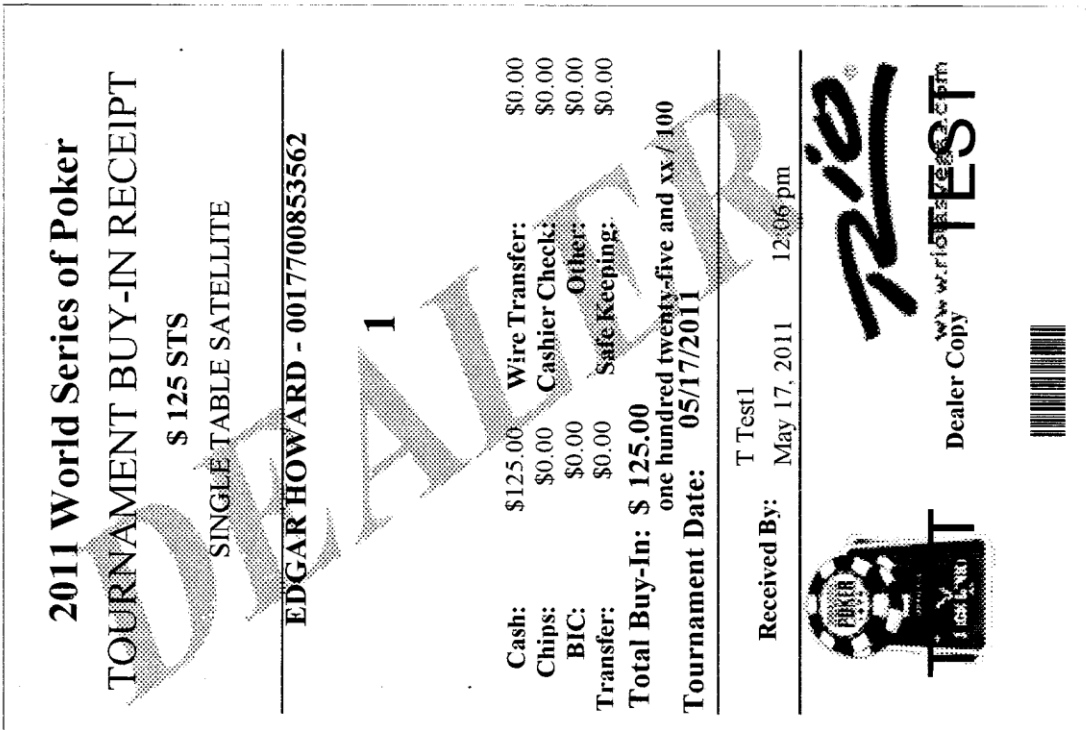 2011 World Series of Poker
TOURNAMENT BUY-IN RECEIPT
$ 125 STS
SINGLE TABLE SATELLITE
EDGAR HOWARD - 0017700853562
1
Cash: $125.00 Wire Transfer: $0.00
Chips: $0.00 Cashier Check: $0.00
BIC: $0.00 Other: $0.00
Transfer: $0.00 Safe Keeping: $0.00
Total Buy-In: $ 125.00
one hundred twenty-five and xx / 100
Tournament Date: 05/17/2011
T Test1
Received By: May 17, 2011 12:06 pm
DEALER
POKER
Rio®
www.riolasvegas.com
Dealer Copy
TEST